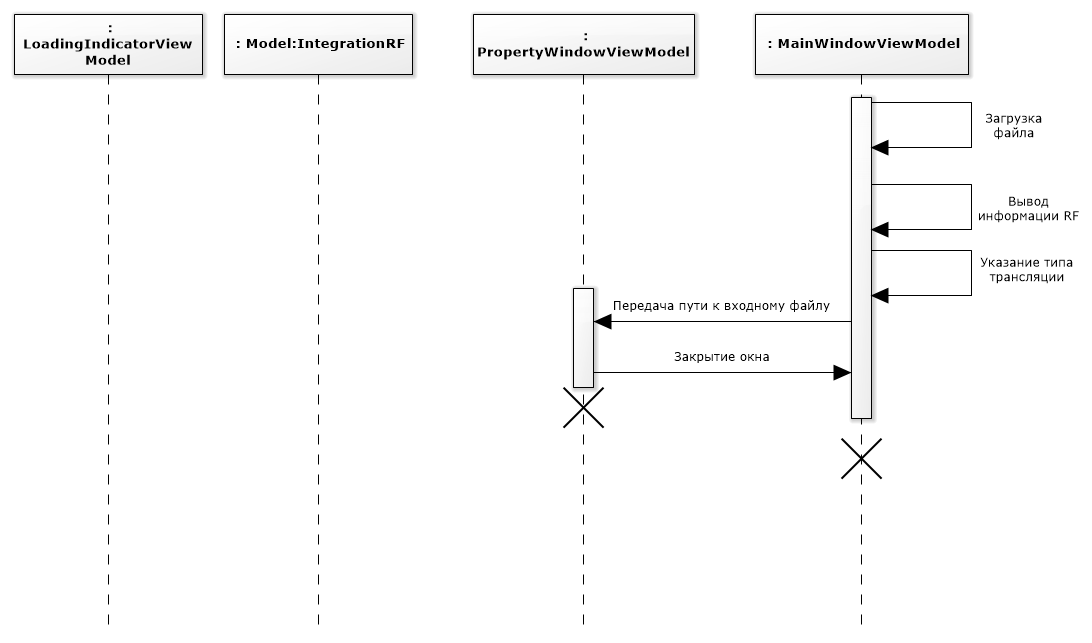 :
LoadingIndicatorView
Model
: Model:IntegrationRF
:
PropertyWindowViewModel
: MainWindowViewModel
Загрузка
файла
Вывод
информации RF
Указание типа
трансляции
Передача пути к входному файлу
Закрытие окна